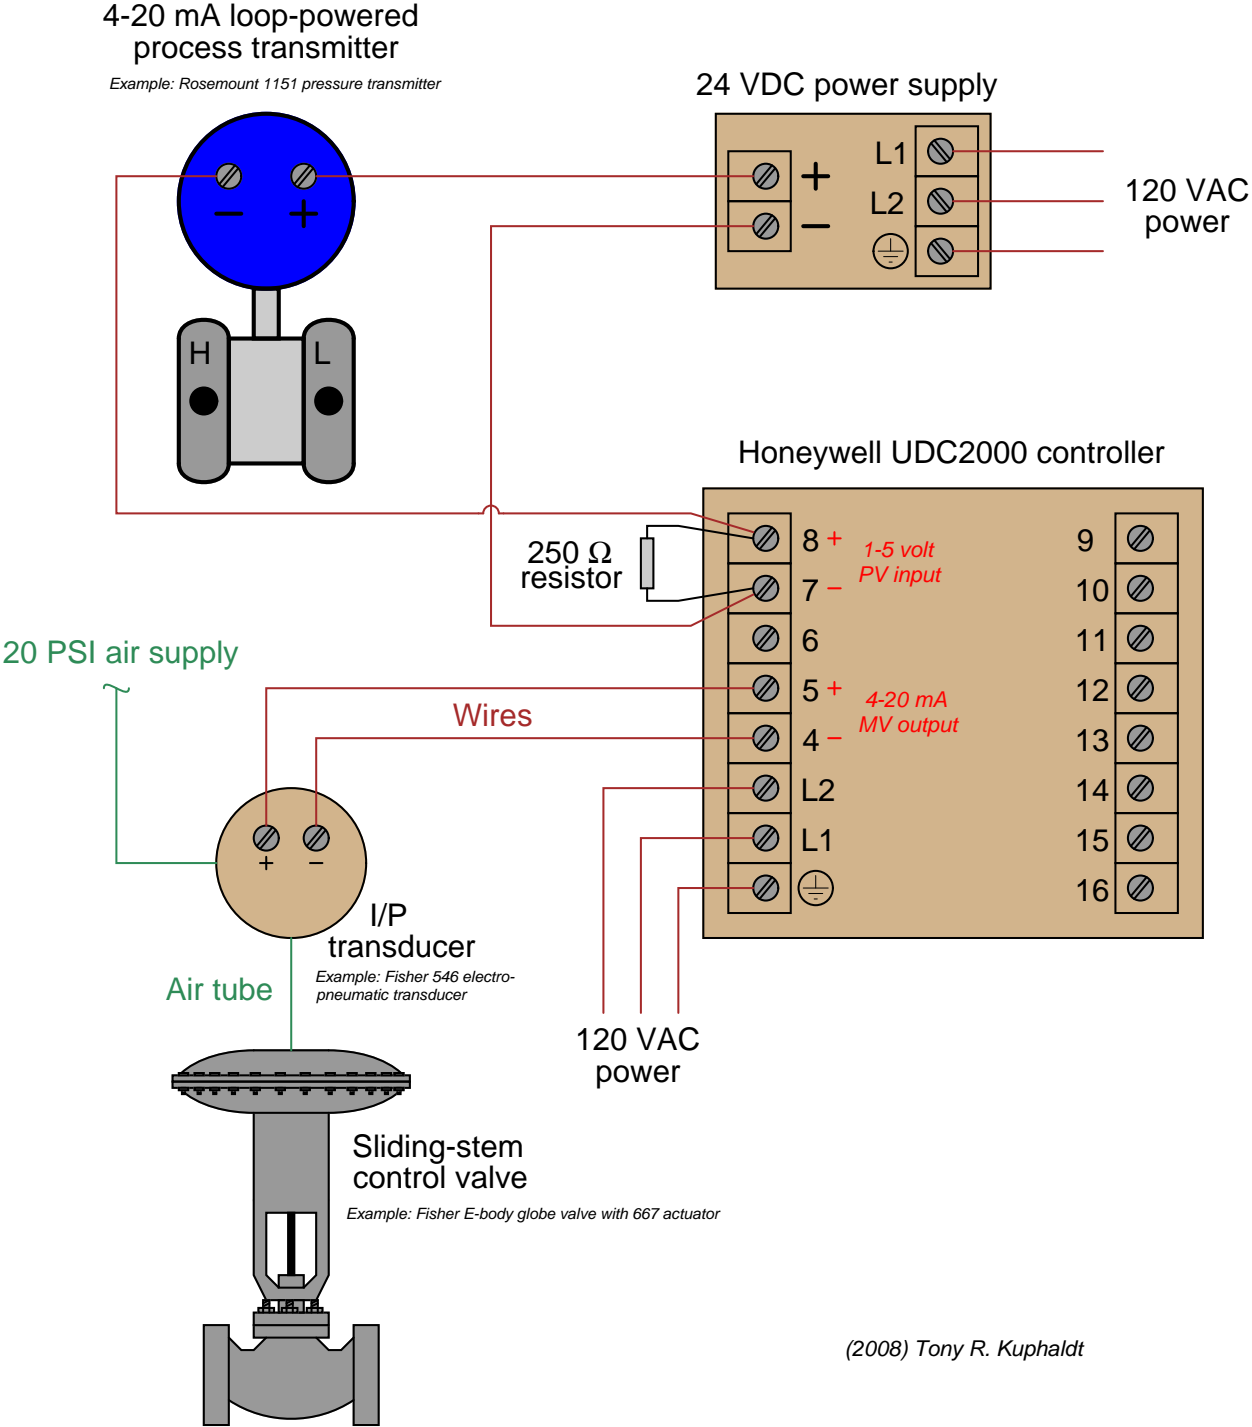 4-20 mA loop-powered
process transmitter
Example: Rosemount 1151 pressure transmitter
− +
H L
24 VDC power supply
+
−
L1
L2
120 VAC
power
Honeywell UDC2000 controller
250 Ω
resistor
8 +
7 −
1-5 volt
PV input
6
5 +
4 −
4-20 mA
MV output
L2
L1
9
10
11
12
13
14
15
16
20 PSI air supply
Wires
+ −
I/P
transducer
Example: Fisher 546 electro-
pneumatic transducer
Air tube
120 VAC
power
Sliding-stem
control valve
Example: Fisher E-body globe valve with 667 actuator
(2008) Tony R. Kuphaldt